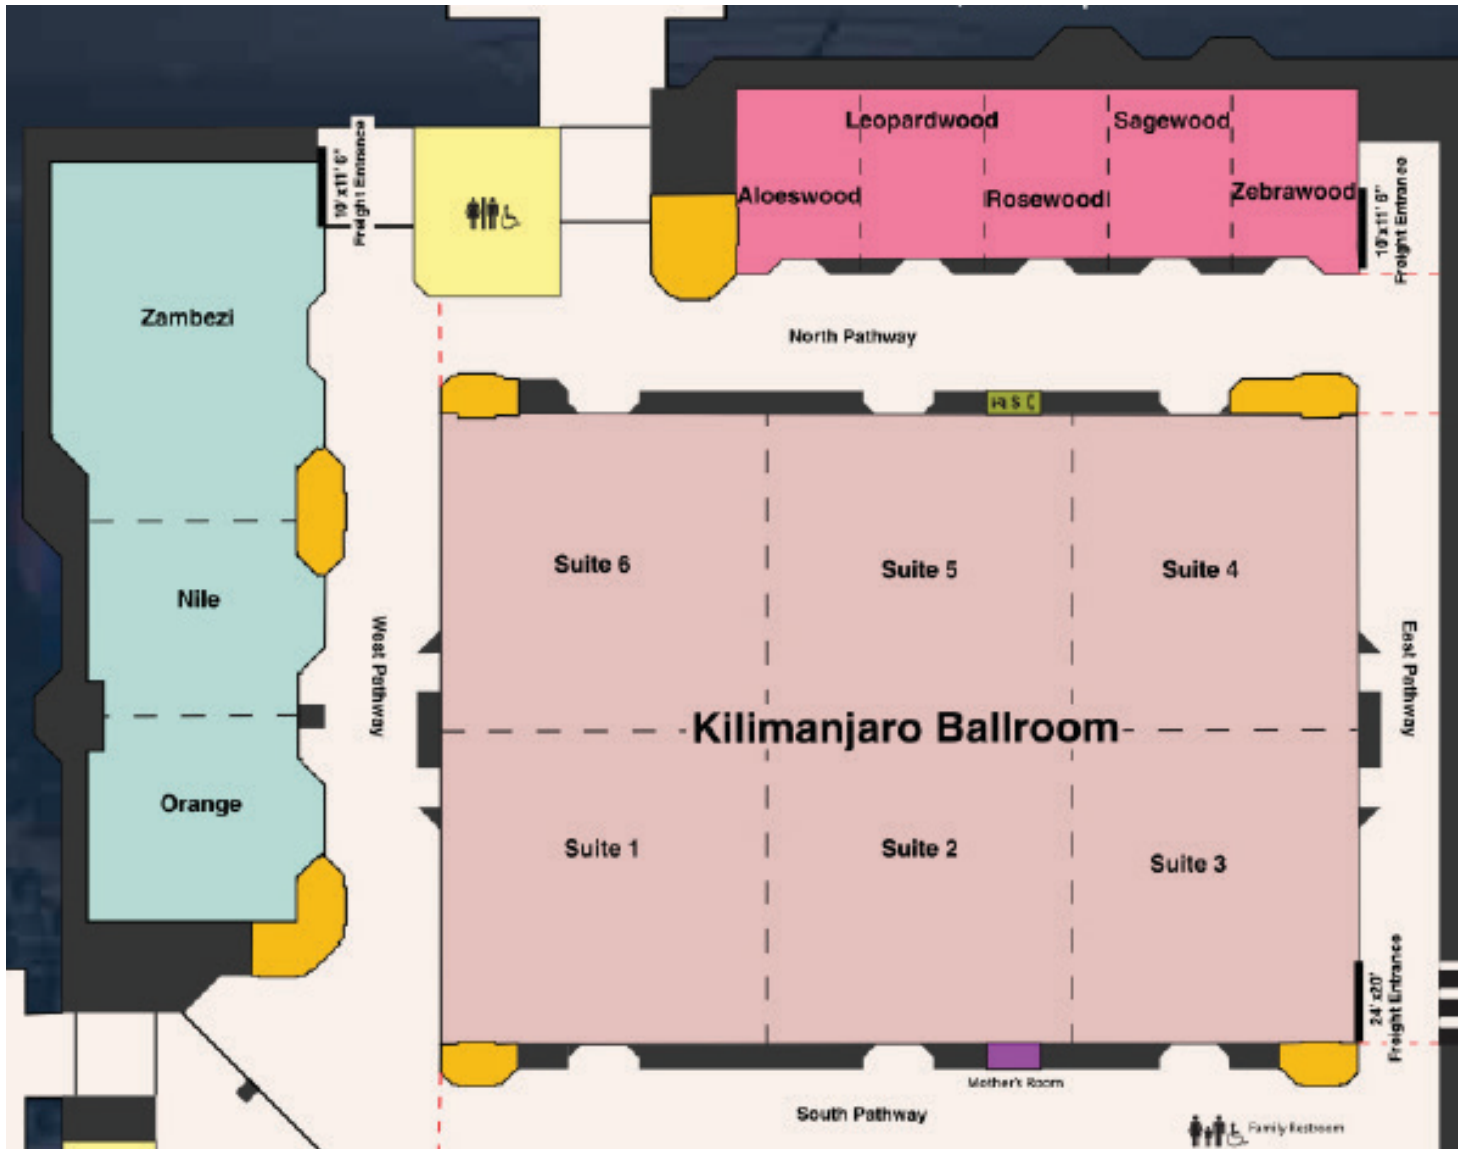 10'x11' 6"
Freight Entrance
Leopardwood
Sagewood
Aloeswood
Rosewood
Zebrawood
10'x11' 6"
Freight Entrance
Zambezi
North Pathway
Suite 6
Suite 5
Suite 4
Nile
West Pathway
East Pathway
Kilimanjaro Ballroom
Orange
Suite 1
Suite 2
Suite 3
24'x20'
Freight Entrance
Mother's Room
South Pathway
Family Restroom